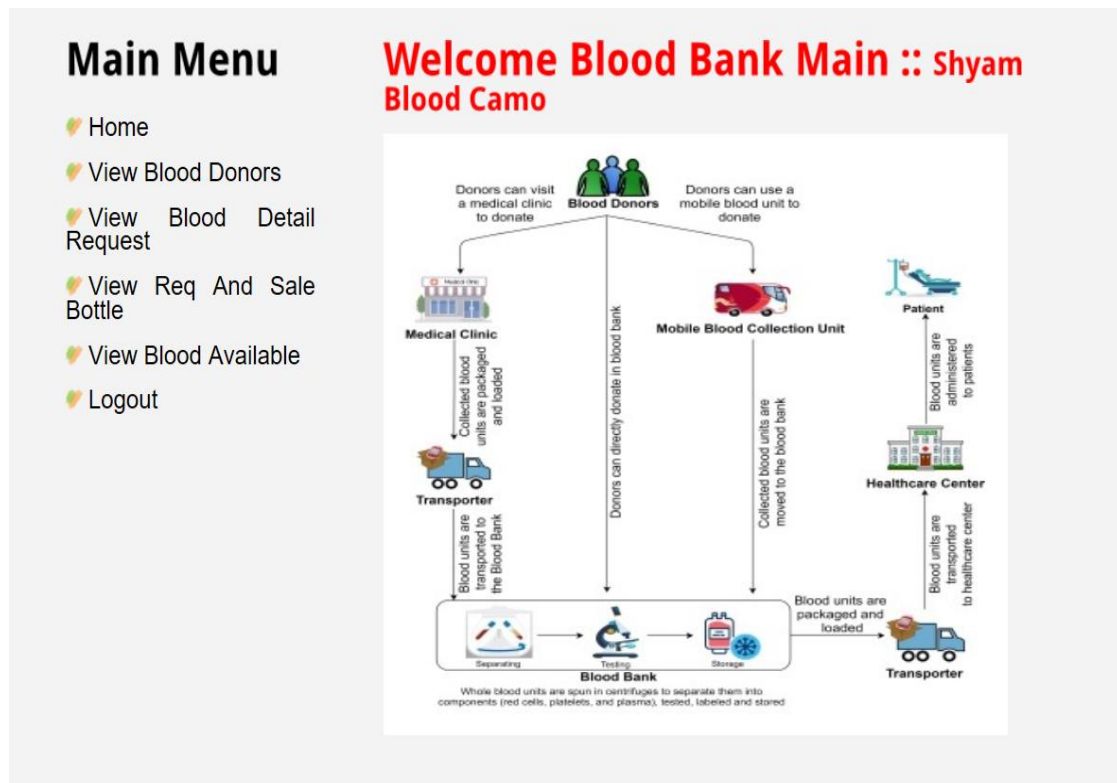 Main Menu
Home
View Blood Donors
View Blood Detail
Request
View Req And Sale
Bottle
View Blood Available
Logout
Welcome Blood Bank Main :: Shyam
Blood Camo
Donors can visit
a medical clinic
to donate
Blood Donors
Donors can use a
mobile blood unit to
donate
Medical Clinic
Medical Clinic
Mobile Blood Collection Unit
Patient
Collected blood
units are packaged
and loaded
Donors can directly donate in blood bank
Collected blood units are
moved to the blood bank
Blood units are
administered
to patients
Transporter
Healthcare Center
Blood units are
transported to
the Blood Bank
Blood units are
transported
to healthcare center
Separating
Testing
Storage
Blood Bank
Blood units are
packaged and
loaded
Transporter
Whole blood units are spun in centrifuges to separate them into
components (red cells, platelets, and plasma), tested, labeled and stored